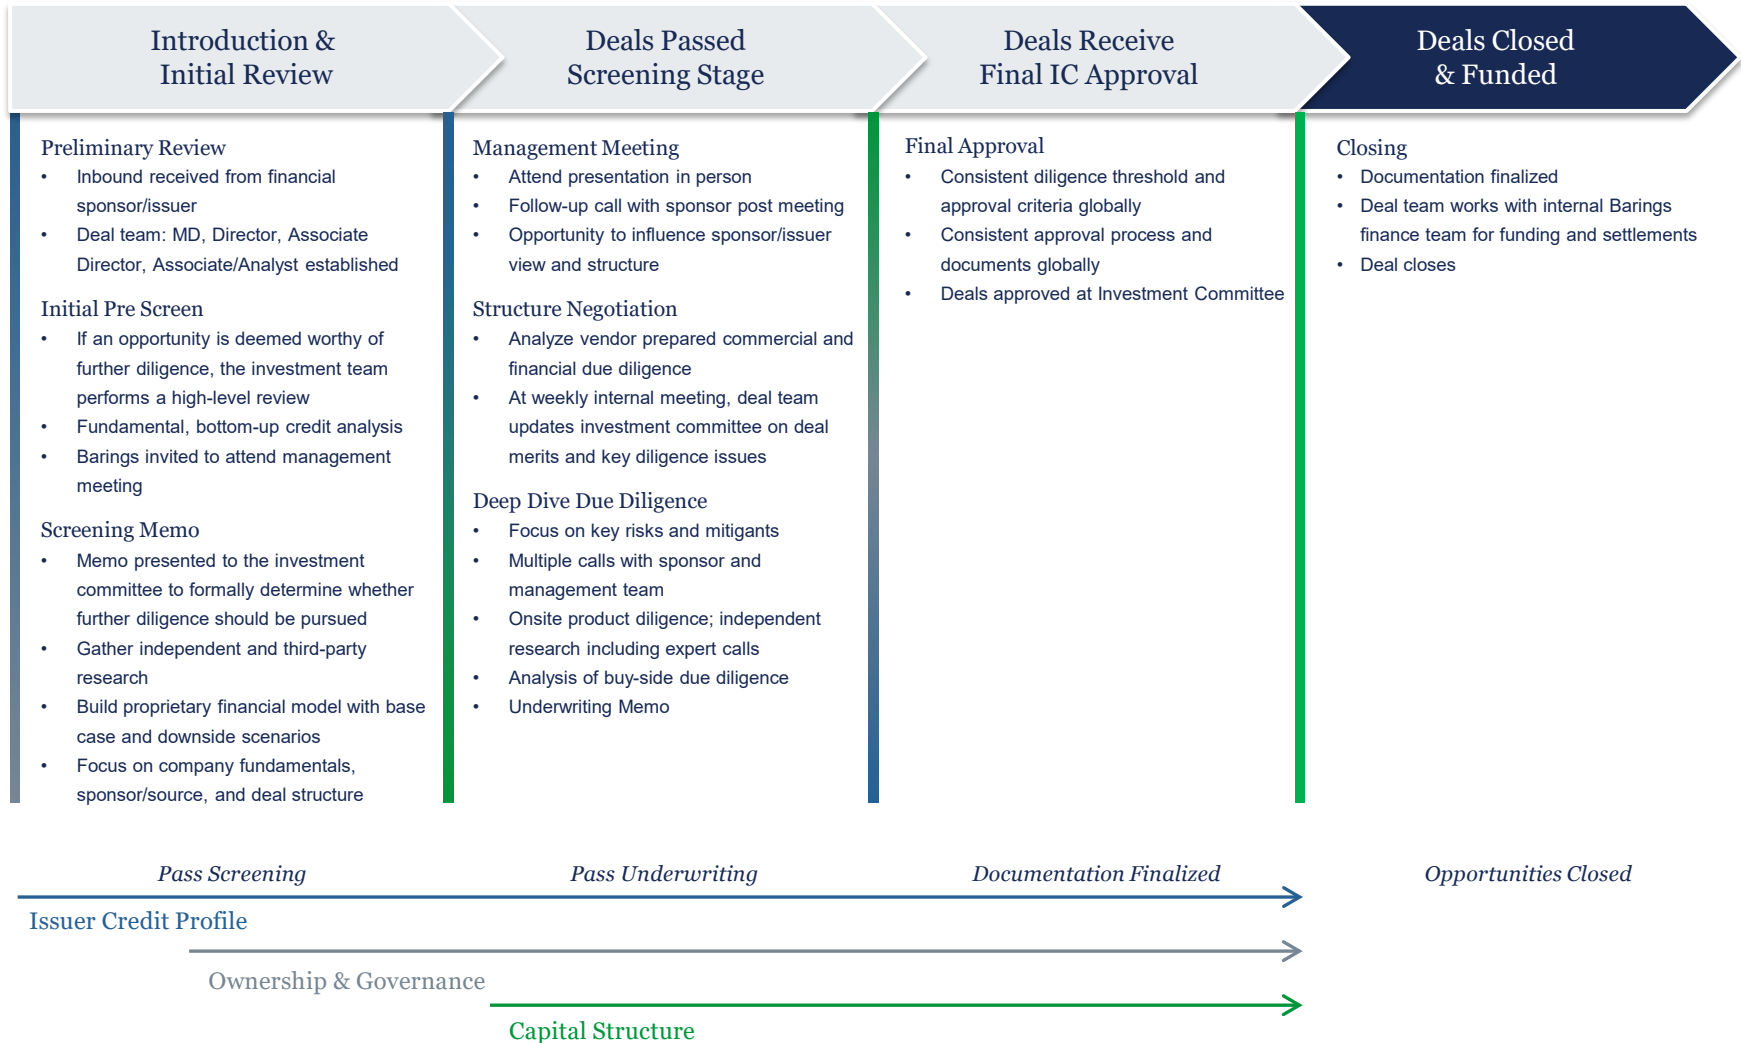 Introduction &
Initial Review
Deals Passed
Screening Stage
Deals Receive
Final IC Approval
Deals Closed
& Funded
Preliminary Review
• Inbound received from financial
sponsor/issuer
• Deal team: MD, Director, Associate
Director, Associate/Analyst established
Initial Pre Screen
• If an opportunity is deemed worthy of
further diligence, the investment team
performs a high-level review
• Fundamental, bottom-up credit analysis
• Barings invited to attend management
meeting
Screening Memo
• Memo presented to the investment
committee to formally determine whether
further diligence should be pursued
• Gather independent and third-party
research
• Build proprietary financial model with base
case and downside scenarios
• Focus on company fundamentals,
sponsor/source, and deal structure
Management Meeting
• Attend presentation in person
• Follow-up call with sponsor post meeting
• Opportunity to influence sponsor/issuer
view and structure
Structure Negotiation
• Analyze vendor prepared commercial and
financial due diligence
• At weekly internal meeting, deal team
updates investment committee on deal
merits and key diligence issues
Deep Dive Due Diligence
• Focus on key risks and mitigants
• Multiple calls with sponsor and
management team
• Onsite product diligence; independent
research including expert calls
• Analysis of buy-side due diligence
• Underwriting Memo
Final Approval
• Consistent diligence threshold and
approval criteria globally
• Consistent approval process and
documents globally
• Deals approved at Investment Committee
Closing
• Documentation finalized
• Deal team works with internal Barings
finance team for funding and settlements
• Deal closes
Pass Screening
Pass Underwriting
Documentation Finalized
Opportunities Closed
Issuer Credit Profile
Ownership & Governance
Capital Structure